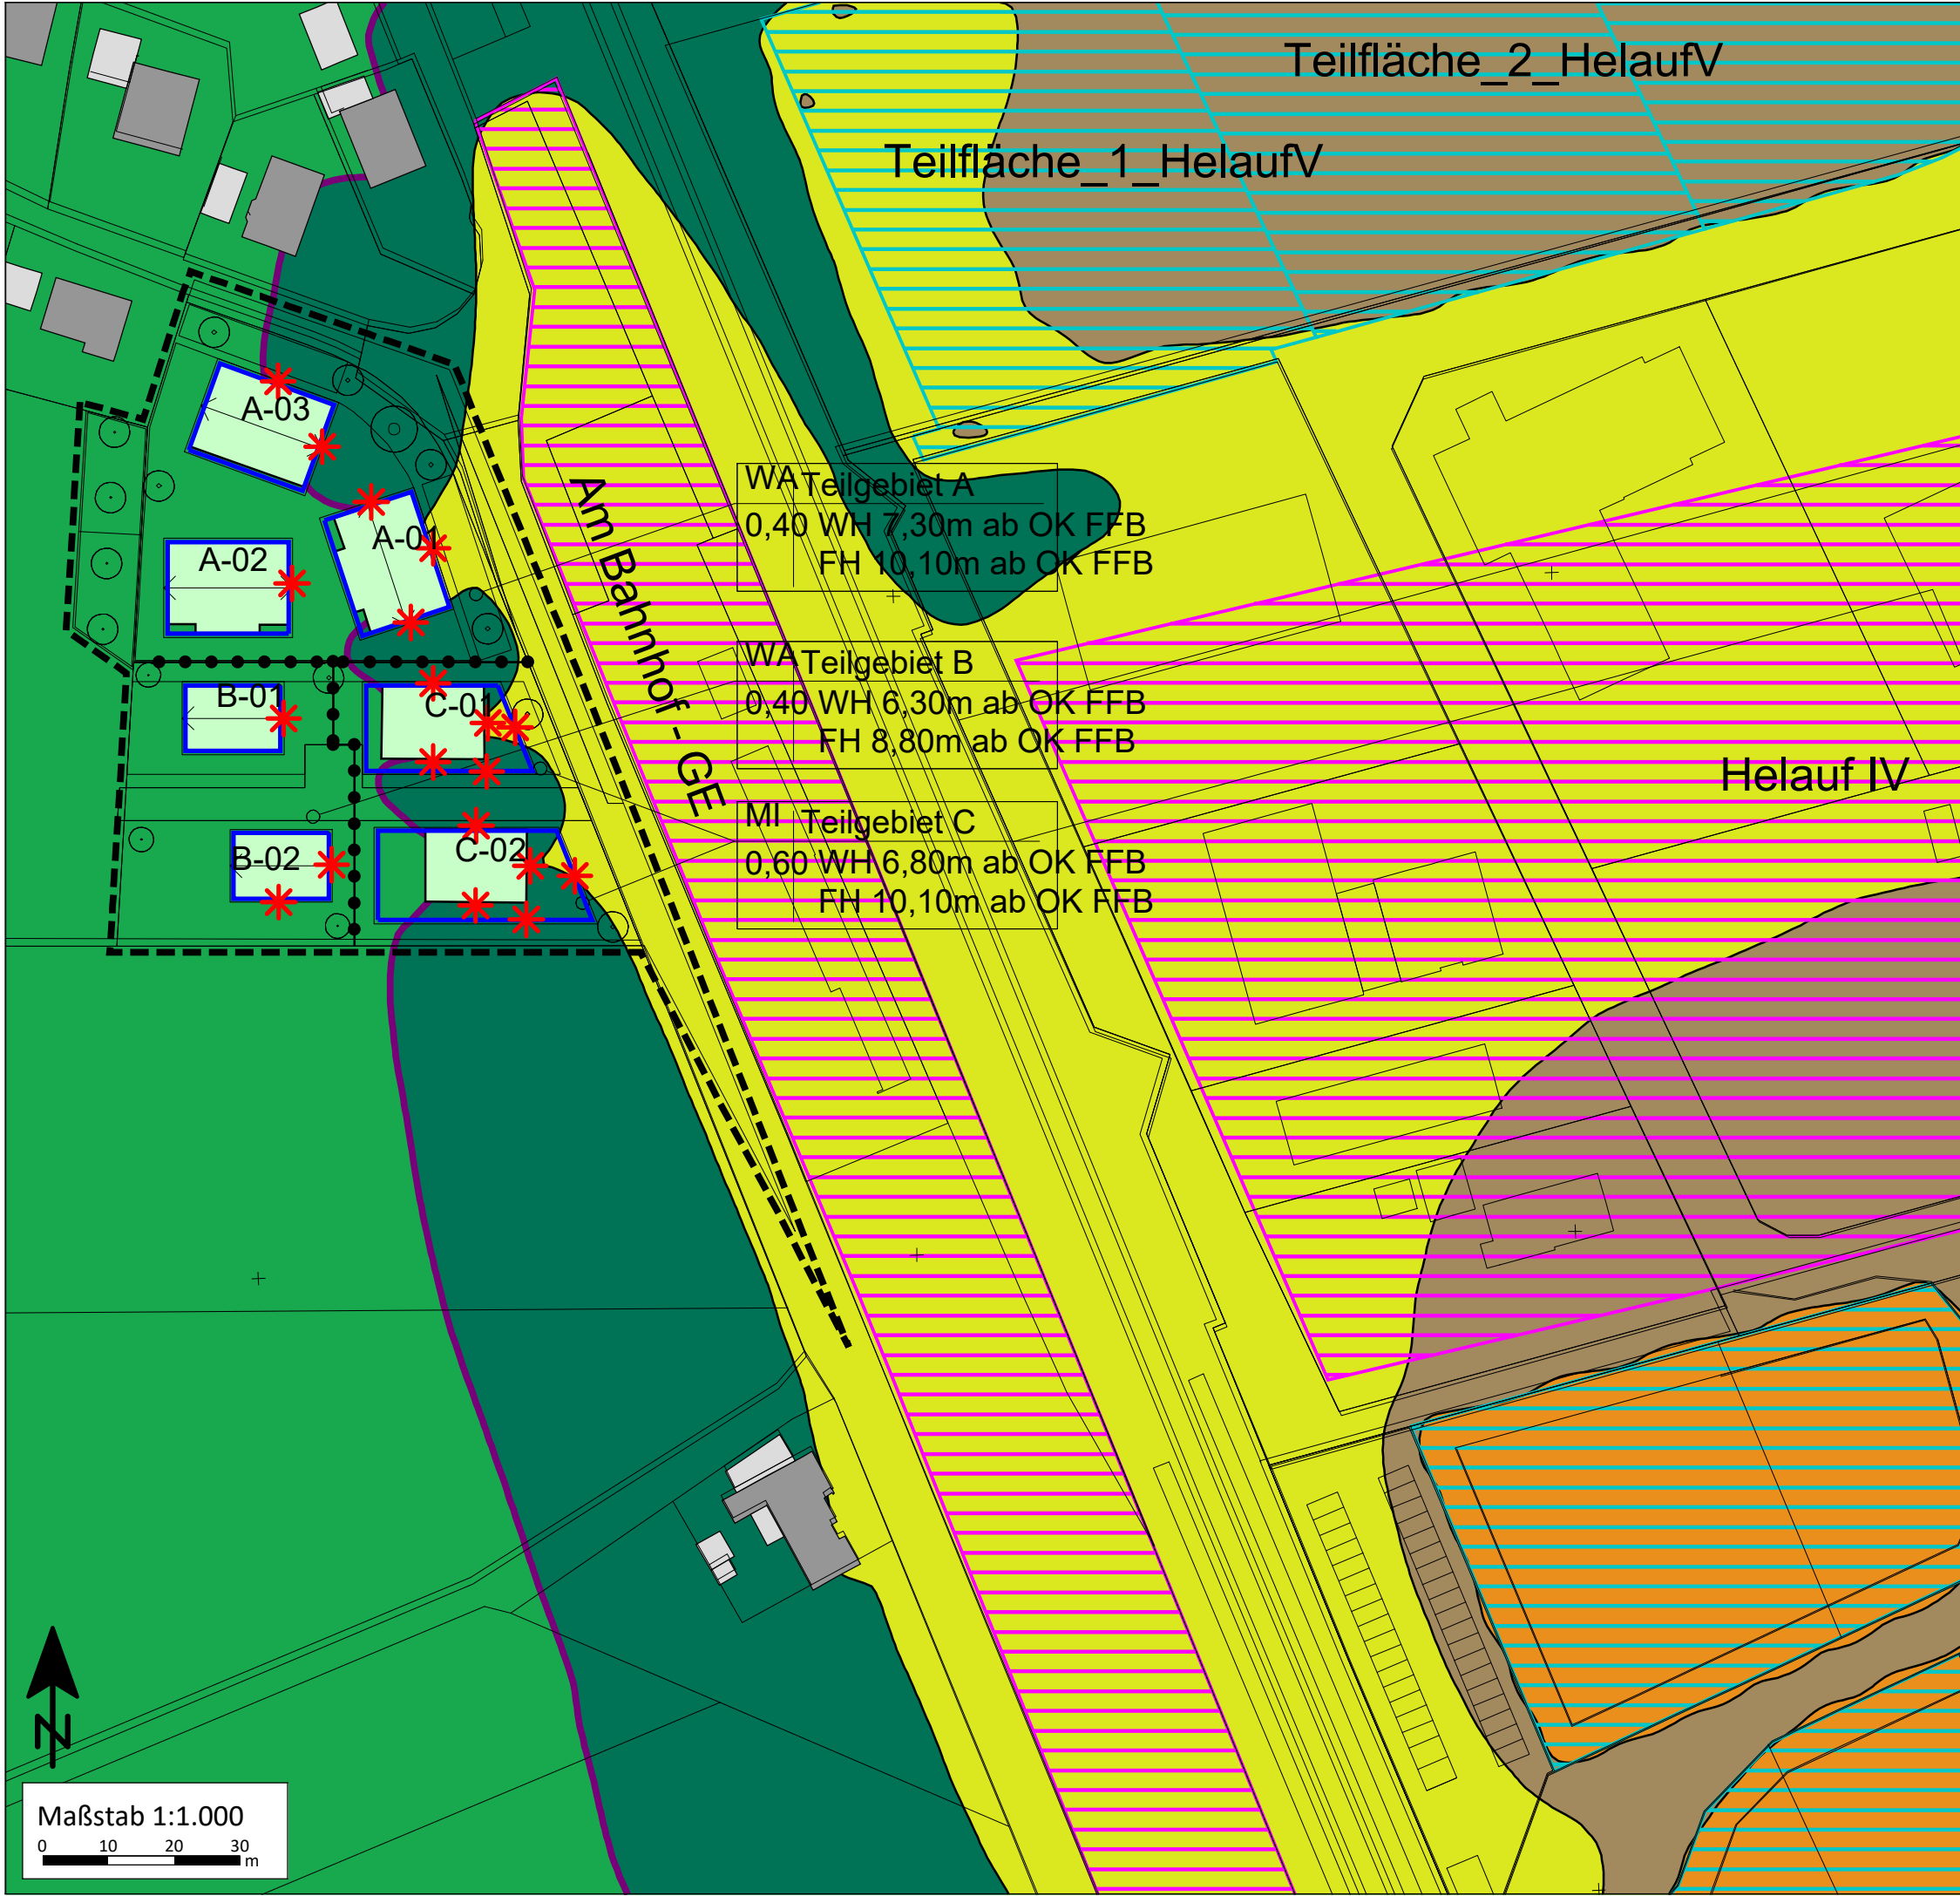 Teilfläche_2_HelaufV
Teilfläche_1_HelaufV
A-03
A-01
A-02
B-01
C-01
B-02
C-02
Am Bahnhof - GE
WA Teilgebiet A
0,40 WH 7,30m ab OK FFB
FH 10,10m ab OK FFB
WA Teilgebiet B
0,40 WH 6,30m ab OK FFB
FH 8,80m ab OK FFB
MI Teilgebiet C
0,60 WH 6,80m ab OK FFB
FH 10,10m ab OK FFB
Helauf IV
N
Maßstab 1:1.000
0 10 20 30
m